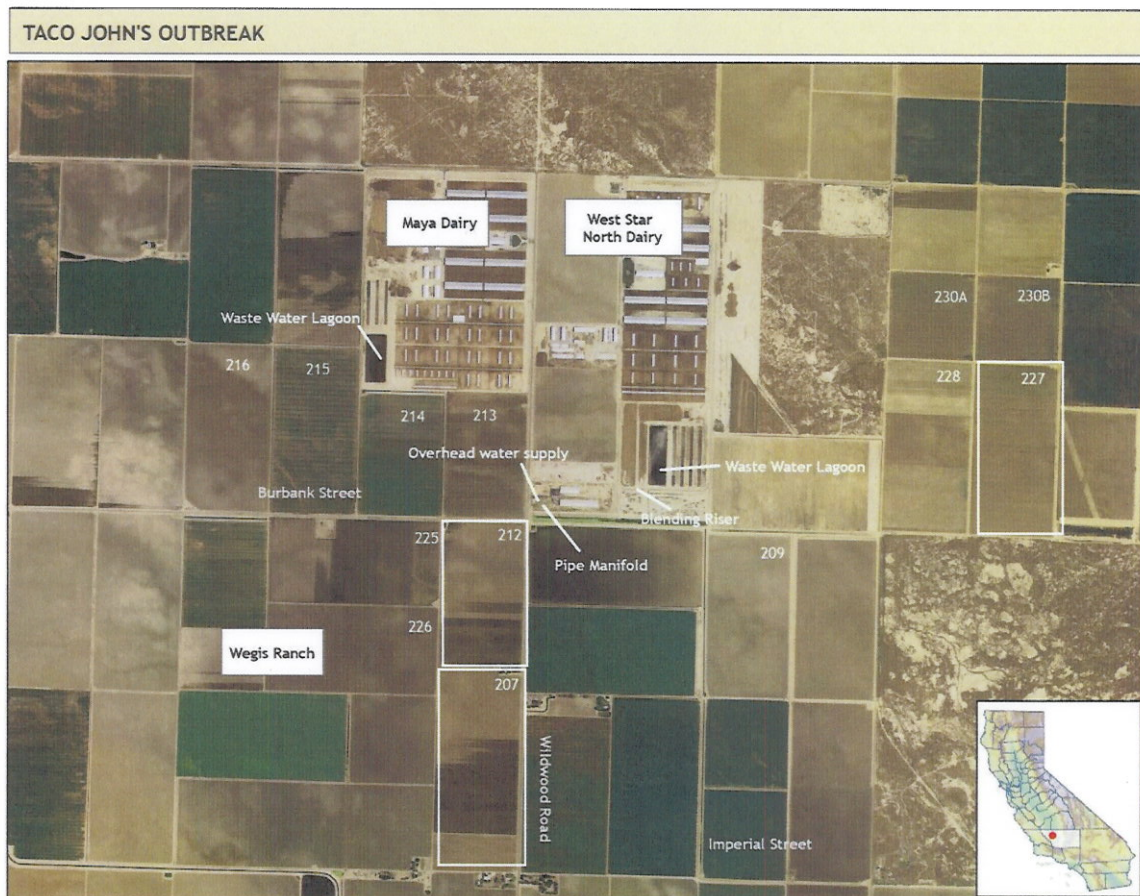 TACO JOHN'S OUTBREAK
Maya Dairy
West Star
North Dairy
230A
230B
Waste Water Lagoon
216
215
228
227
214
213
Overhead water supply
Waste Water Lagoon
Burbank Street
Blending Riser
225
212
209
Pipe Manifold
226
Wegis Ranch
207
Wildwood Road
Imperial Street